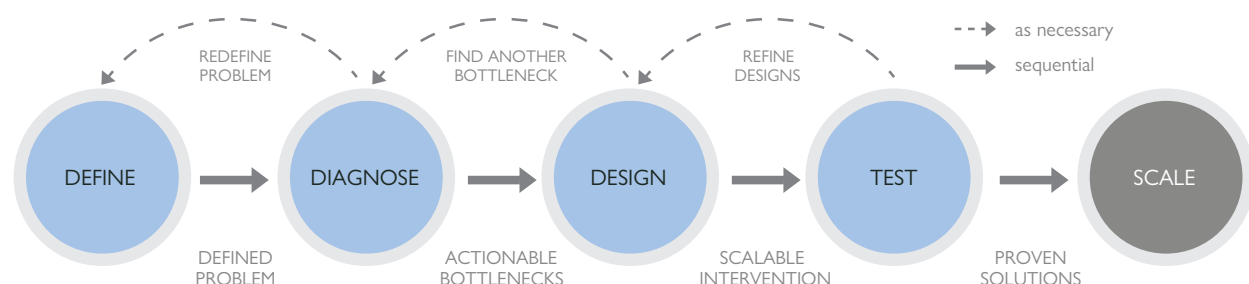 REDEFINE
PROBLEM
FIND ANOTHER
BOTTLENECK
REFINE
DESIGNS
as necessary
sequential
DEFINE
DIAGNOSE
DESIGN
TEST
SCALE
DEFINED
PROBLEM
ACTIONABLE
BOTTLENECKS
SCALABLE
INTERVENTION
PROVEN
SOLUTIONS